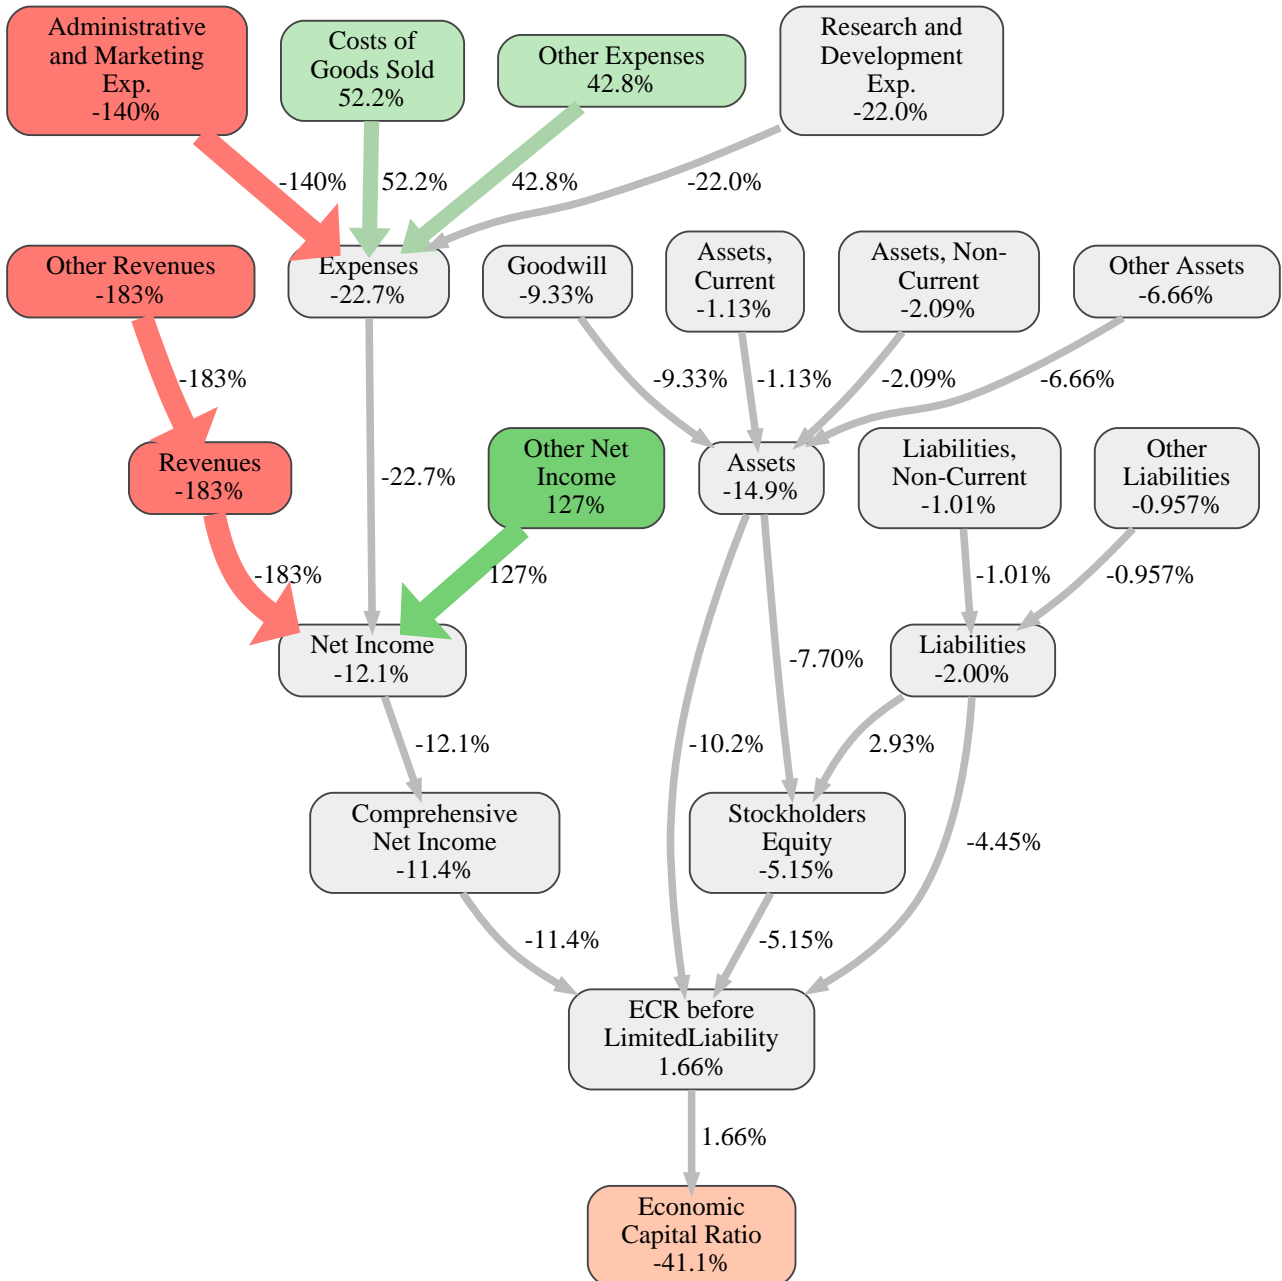 Administrative
and Marketing
Exp.
-140%
Costs of
Goods Sold
52.2%
Other Expenses
42.8%
Research and
Development
Exp.
-22.0%
-140%
52.2%
42.8%
-22.0%
Other Revenues
-183%
Expenses
-22.7%
Goodwill
-9.33%
Assets,
Current
-1.13%
Assets, Non-
Current
-2.09%
Other Assets
-6.66%
-183%
-9.33%
-1.13%
-2.09%
-6.66%
Revenues
-183%
-22.7%
Other Net
Income
127%
Assets
-14.9%
Liabilities,
Non-Current
-1.01%
Other
Liabilities
-0.957%
-183%
127%
-1.01%
-0.957%
Net Income
-12.1%
-7.70%
Liabilities
-2.00%
-12.1%
-10.2%
2.93%
Comprehensive
Net Income
-11.4%
Stockholders
Equity
-5.15%
-4.45%
-11.4%
-5.15%
ECR before
LimitedLiability
1.66%
1.66%
Economic
Capital Ratio
-41.1%